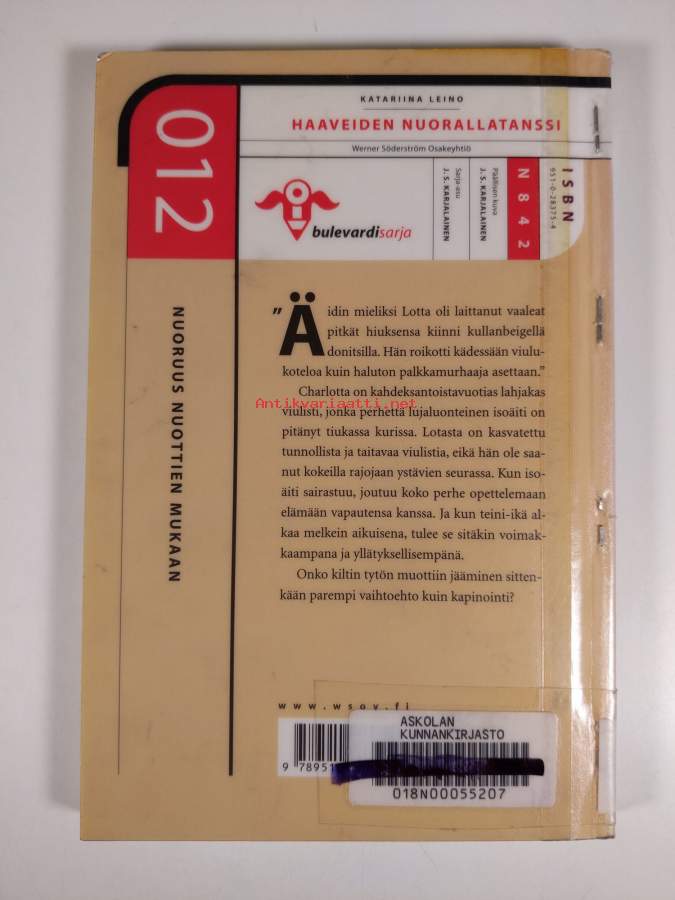 KATARIINA LEINO
HAAVEIDEN NUORALLATANSSI
Werner Söderström Osakeyhtiö
012
bulevardisarja
Sarja-asu
J. S. KARJALAINEN
Päällisen kuva
J. S. KARJALAINEN
N842
ISBN
951-0-28375-4
NUORUUS NUOTTIEN MUKAAN
”Äidin mieliksi Lotta oli laittanut vaaleat
pitkät hiuksensa kiinni kullanbeigellä
donitsilla. Hän roikotti kädessään viulu-
koteloa kuin haluton palkkamurhaaja asettaan.”
Charlotta on kahdeksantoistavuotias lahjakas
viulisti, jonka perhettä lujaluonteinen isoäiti on
pitänyt tiukassa kurissa. Lotasta on kasvatettu
tunnollista ja taitavaa viulistia, eikä hän ole saa-
nut kokeilla rajojaan ystävien seurassa. Kun iso-
äiti sairastuu, joutuu koko perhe opettelemaan
elämään vapautensa kanssa. Ja kun teini-ikä al-
kaa melkein aikuisena, tulee se sitäkin voimak-
kaampana ja yllätyksellisempänä.
Onko kiltin tytön muottiin jääminen sitten-
kään parempi vaihtoehto kuin kapinointi?
Antikvariaatti.net
www.wsoy.fi
9 78951
ASKOLAN
KUNNANKIRJASTO
018N00055207